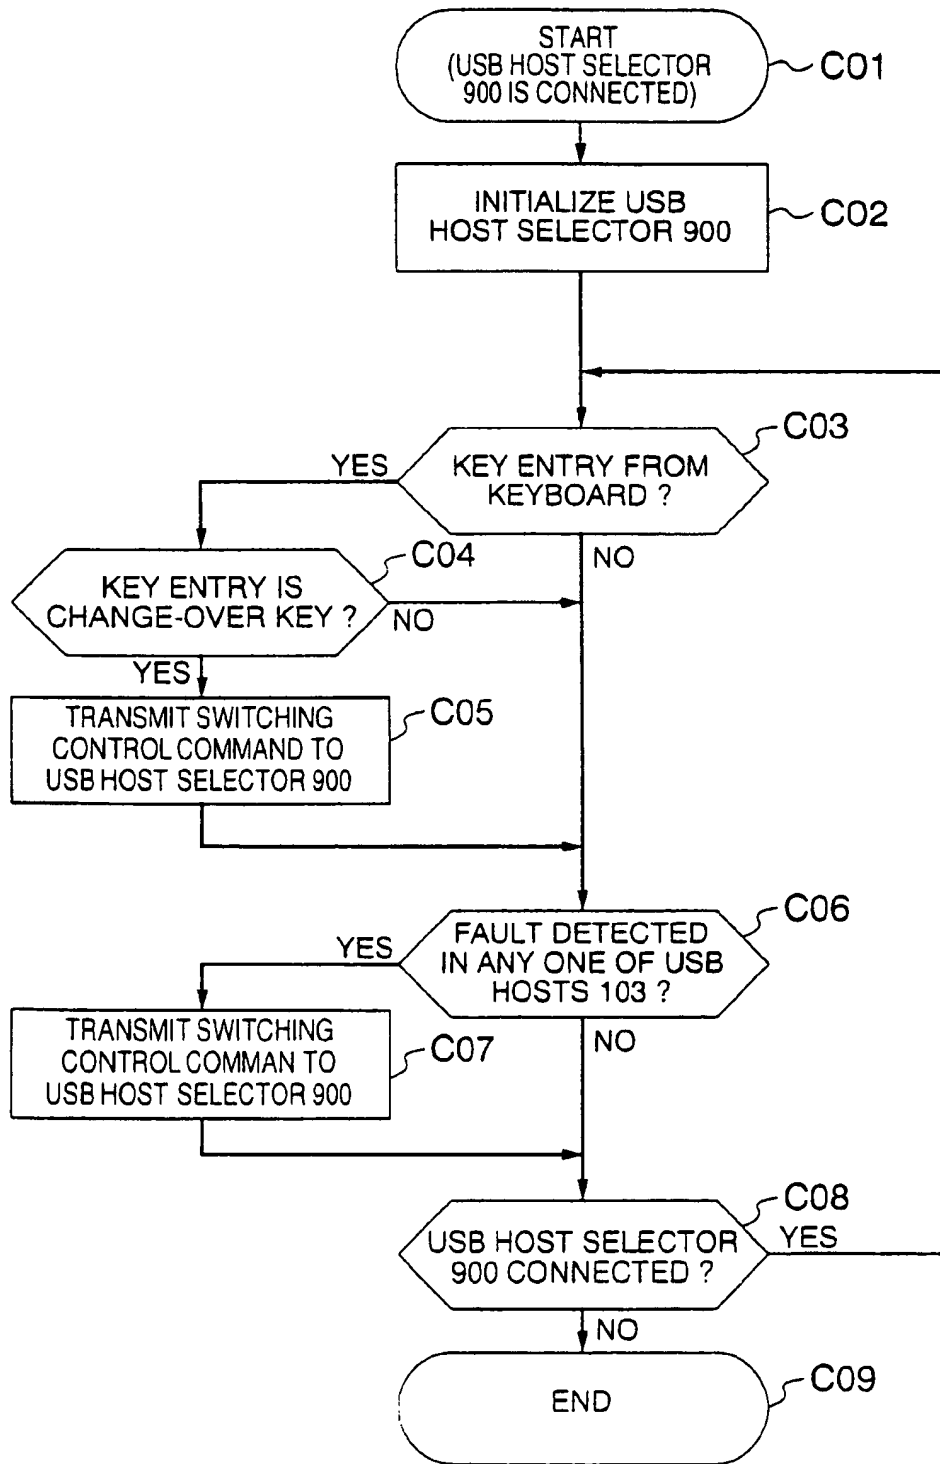 START
(USB HOST SELECTOR
900 IS CONNECTED)
C01
INITIALIZE USB
HOST SELECTOR 900
C02
C03
YES
KEY ENTRY FROM
KEYBOARD ?
NO
C04
KEY ENTRY IS
CHANGE-OVER KEY ?
NO
YES
TRANSMIT SWITCHING
CONTROL COMMAND TO
USB HOST SELECTOR 900
C05
C06
YES
FAULT DETECTED
IN ANY ONE OF USB
HOSTS 103 ?
NO
TRANSMIT SWITCHING
CONTROL COMMAN TO
USB HOST SELECTOR 900
C07
C08
USB HOST SELECTOR
900 CONNECTED ?
YES
NO
END
C09